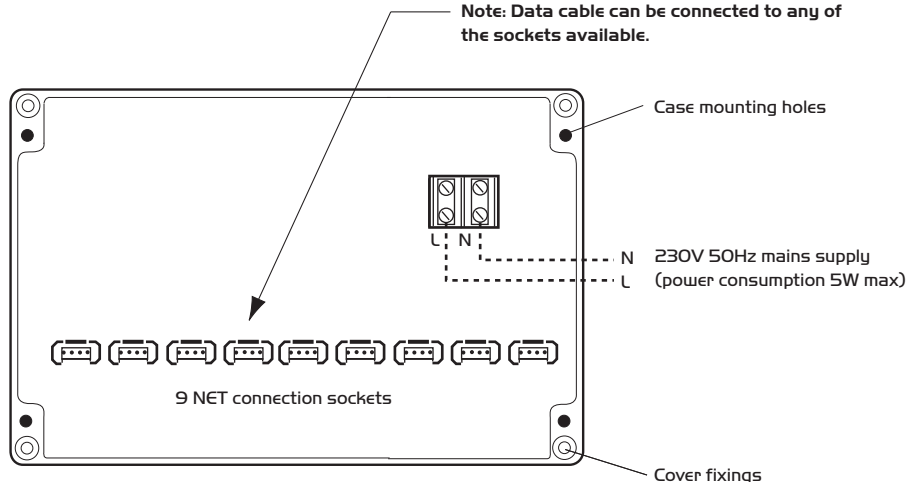 Note: Data cable can be connected to any of
the sockets available.
Case mounting holes
L N
N 230V 50Hz mains supply
L (power consumption 5W max)
9 NET connection sockets
Cover fixings